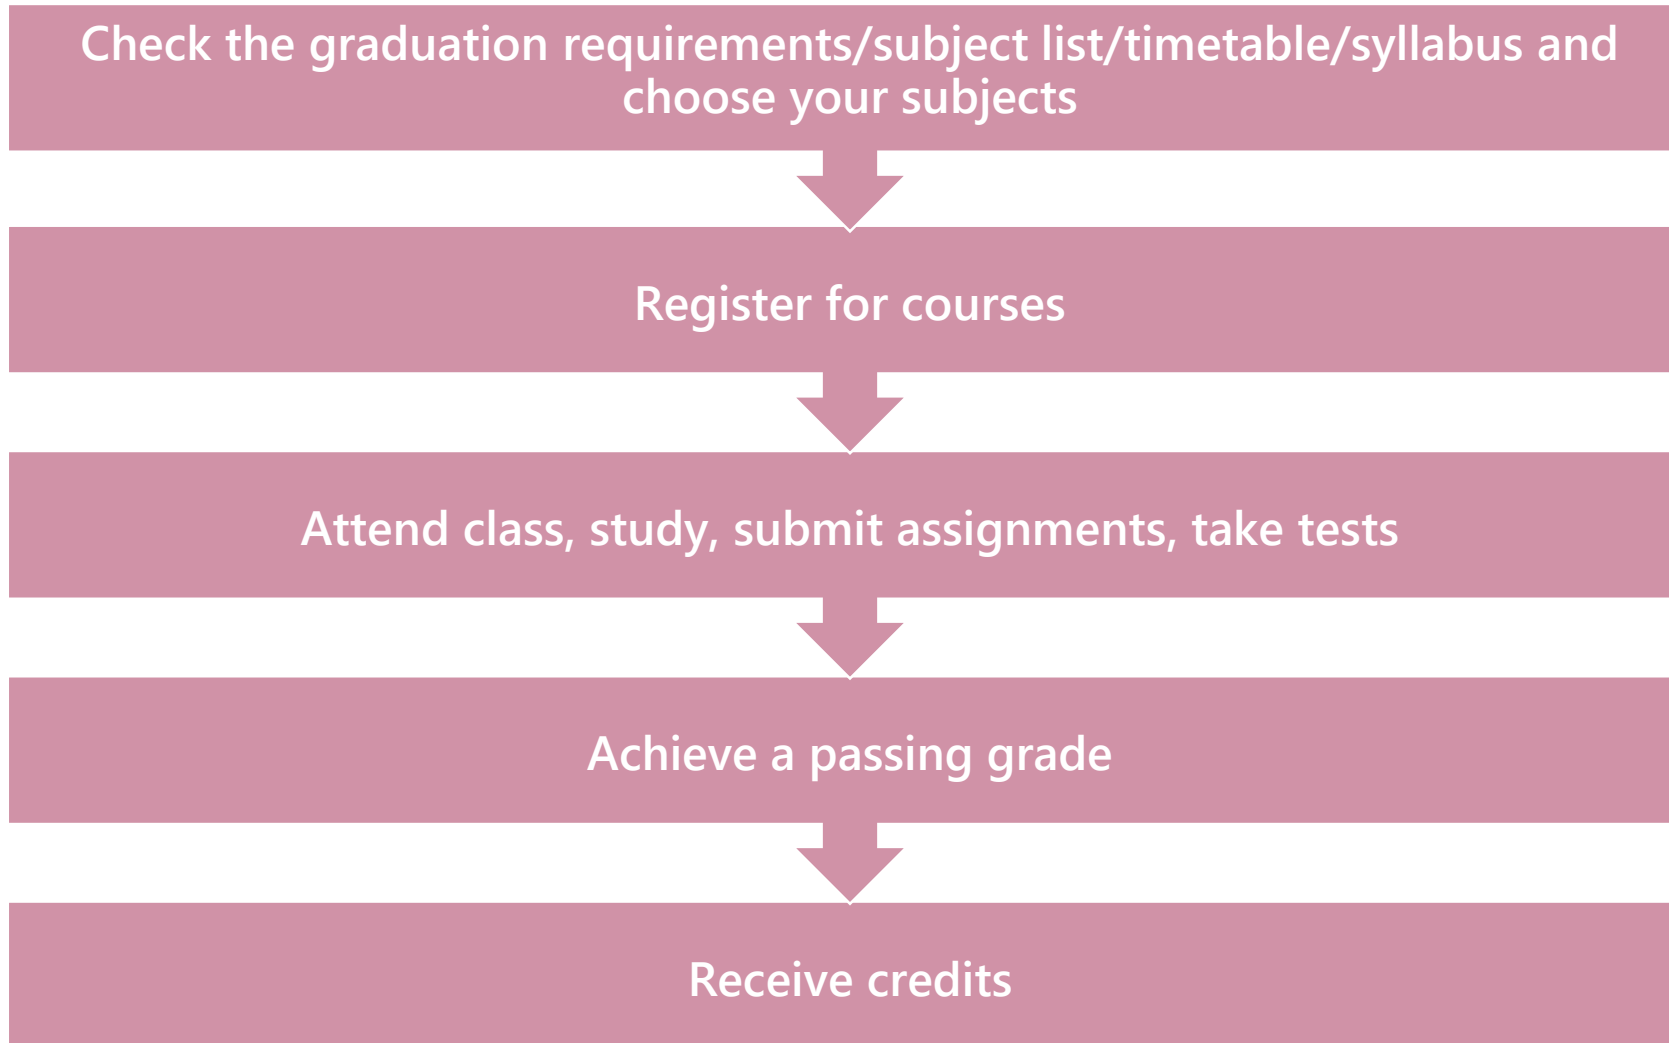 Check the graduation requirements/subject list/timetable/syllabus and
choose your subjects
Register for courses
Attend class, study, submit assignments, take tests
Achieve a passing grade
Receive credits